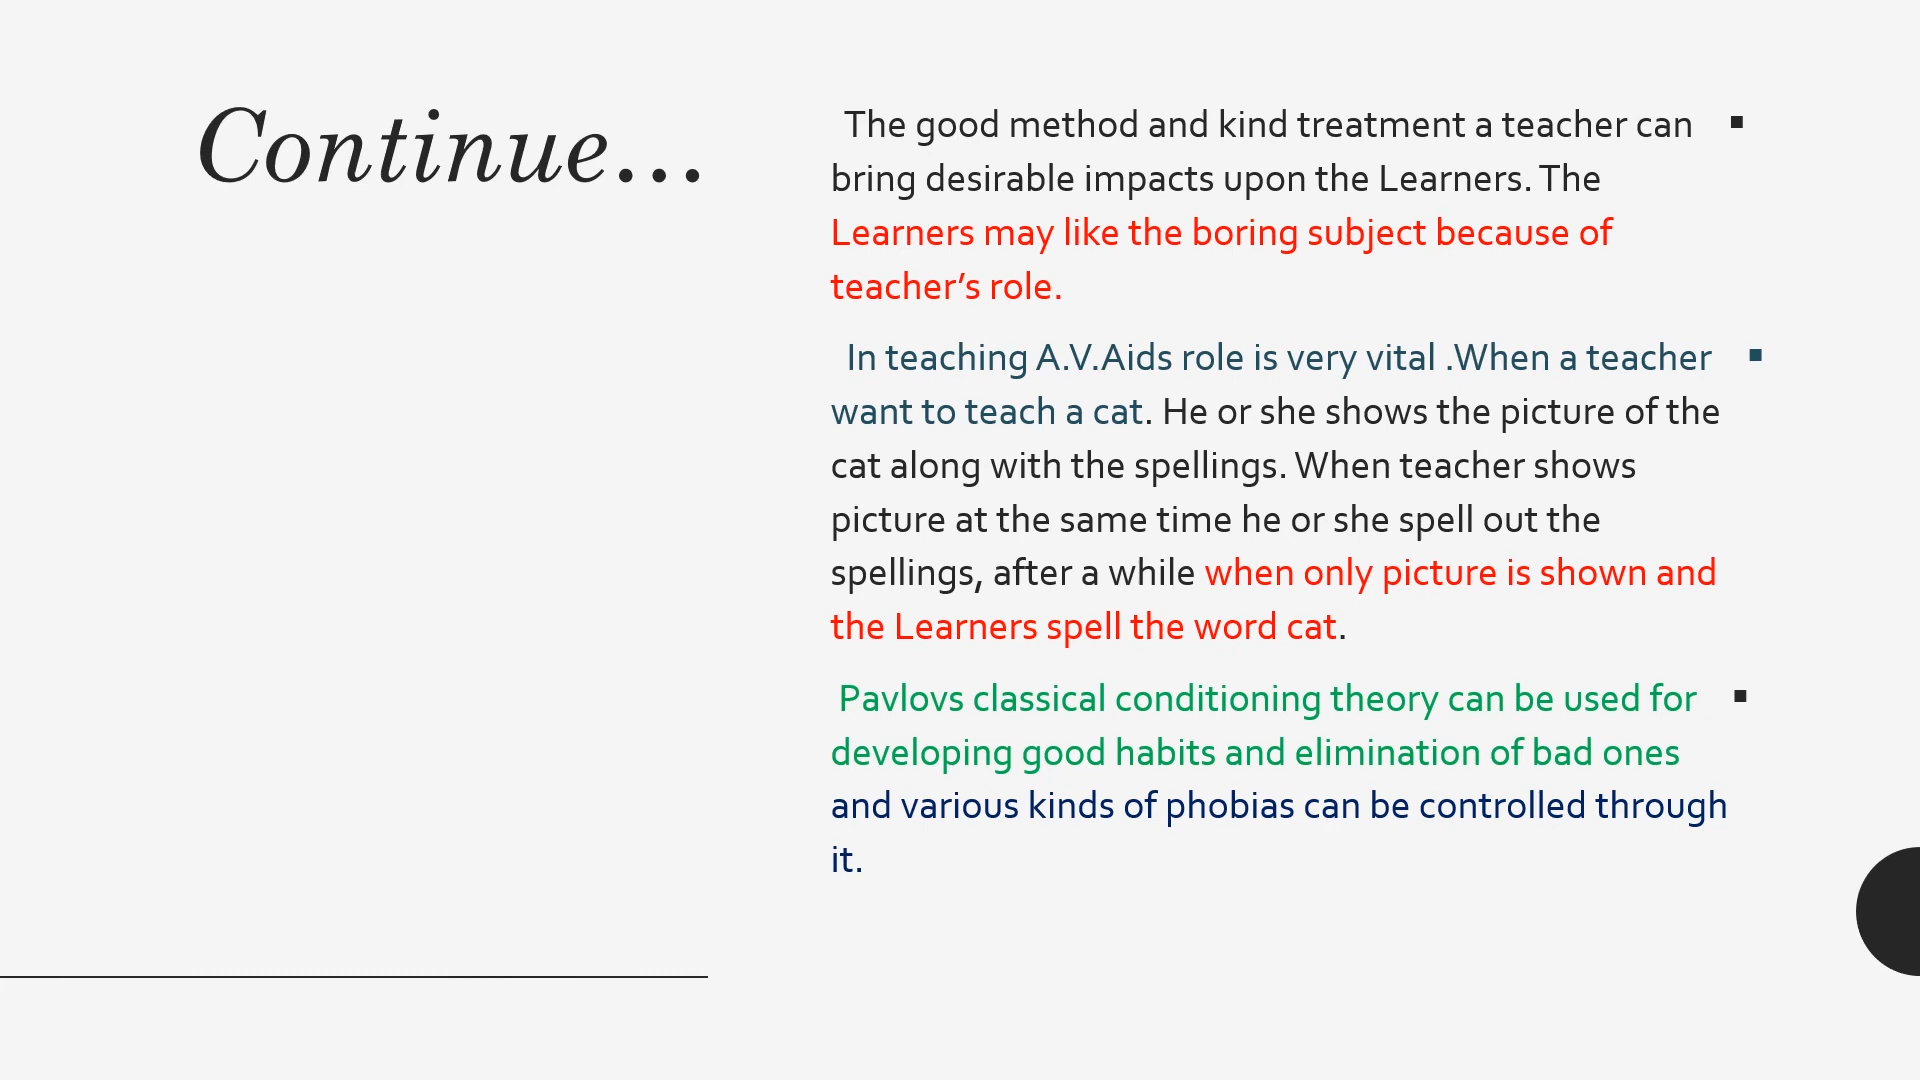 Continue...
▪ The good method and kind treatment a teacher can
bring desirable impacts upon the Learners. The
Learners may like the boring subject because of
teacher’s role.
▪ In teaching A.V.Aids role is very vital .When a teacher
want to teach a cat. He or she shows the picture of the
cat along with the spellings. When teacher shows
picture at the same time he or she spell out the
spellings, after a while when only picture is shown and
the Learners spell the word cat.
▪ Pavlovs classical conditioning theory can be used for
developing good habits and elimination of bad ones
and various kinds of phobias can be controlled through
it.